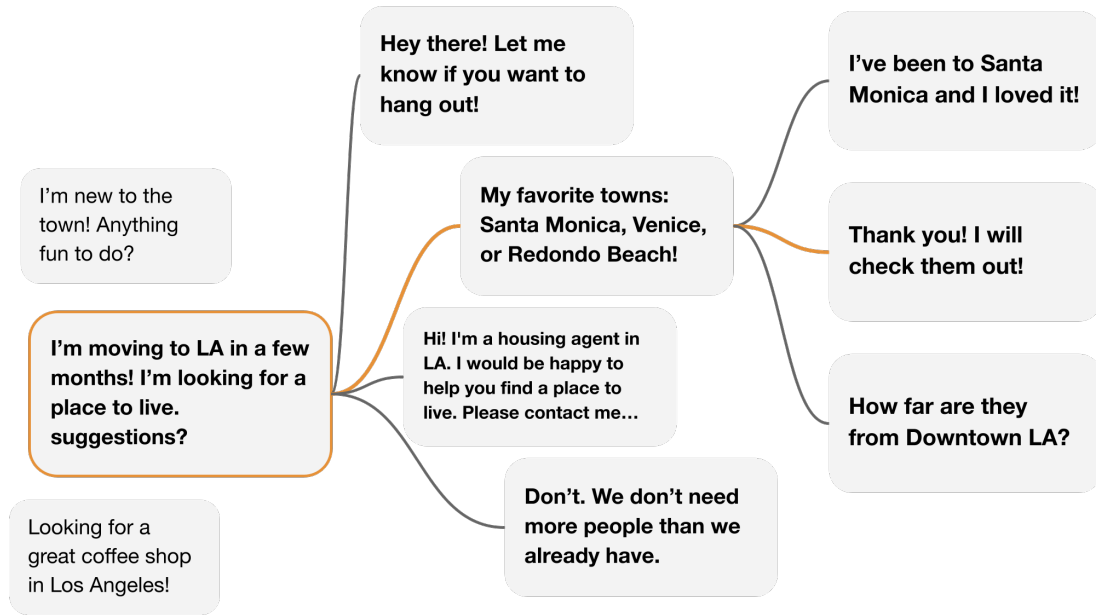 I’m new to the
town! Anything
fun to do?
I’m moving to LA in a few
months! I’m looking for a
place to live.
suggestions?
Looking for a
great coffee shop
in Los Angeles!
Hey there! Let me
know if you want to
hang out!
My favorite towns:
Santa Monica, Venice,
or Redondo Beach!
Hi! I'm a housing agent in
LA. I would be happy to
help you find a place to
live. Please contact me…
Don’t. We don’t need
more people than we
already have.
I’ve been to Santa
Monica and I loved it!
Thank you! I will
check them out!
How far are they
from Downtown LA?